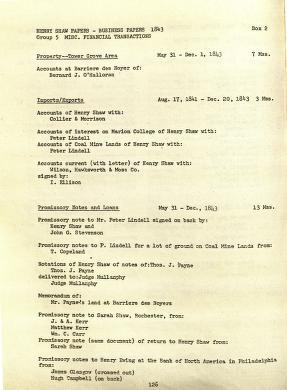 HENRY SHAW PAPERS - BUSINESS PAPERS 1843 Box 2
Group 5 MISC. FINANCIAL TRANSACTIONS
Property--Tower Grove Area May 31 - Dec. 1, 1843 7 Mss.
Accounts at Barriere des Noyer of:
Bernard J. O'Halloran
Imports/Exports Aug. 17, 1841 - Dec. 20, 1843 3 Mss.
Accounts of Henry Shaw with:
Collier & Morrison
Accounts of interest on Marion College of Henry Shaw with:
Peter Lindell
Accounts of Coal Mine Lands of Henry Shaw with:
Peter Lindell
Accounts current (with letter) of Henry Shaw with:
Wilson, Hawksworth & Moss Co.
signed by:
I. Ellison
Promissory Notes and Loans May 31 - Dec., 1843 13 Mss.
Promissory note to Mr. Peter Lindell signed on back by:
Henry Shaw and
John G. Stevenson
Promissory notes to P. Lindell for a lot of ground on Coal Mine Lands from:
T. Copeland
Notations of Henry Shaw of notes of: Thos. J. Payne
Thos. J. Payne
delivered to: Judge Mullanphy
Judge Mullanphy
Memorandum of:
Mr. Payne's land at Barriere des Noyers
Promissory note to Sarah Shaw, Rochester, from:
J. & A. Kerr
Matthew Kerr
Wm. C. Carr
Promissory note (same document) of return to Henry Shaw from:
Sarah Shaw
Promissory notes to Henry Ewing at the Bank of North America in Philadelphia
from:
James Glasgow (crossed out)
Hugh Campbell (on back)
126